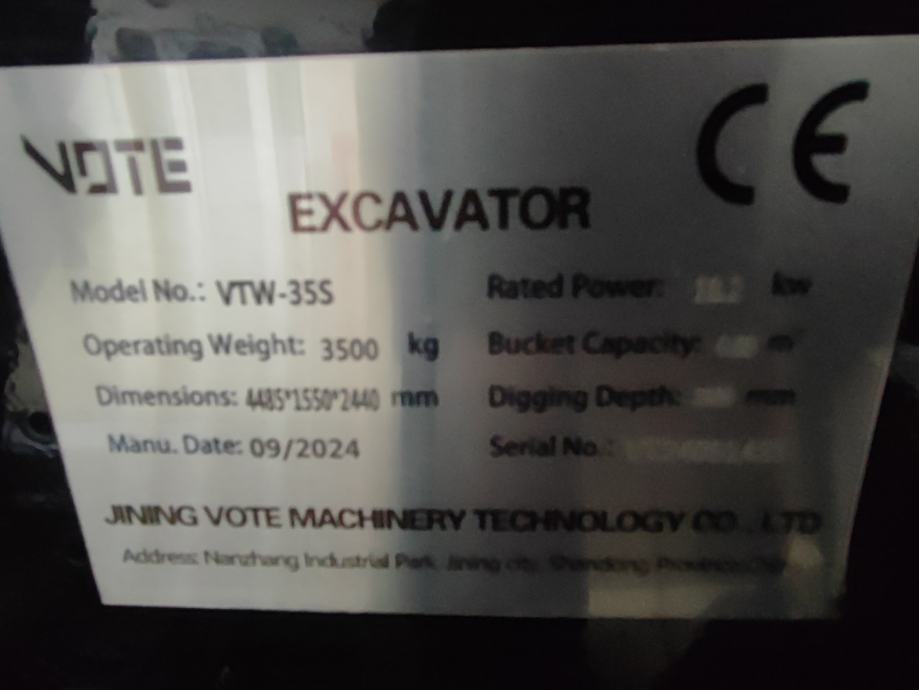 VOTE
CE
EXCAVATOR
Model No.: VTW-35S
Operating Weight: 3500 kg
Dimensions: 4485*1550*2440 mm
Manu. Date: 09/2024
Rated Power: kw
Bucket Capacity: m
Digging Depth: mm
Serial No.:
JINING VOTE MACHINERY TECHNOLOGY CO., LTD
Address: Nanzhang Industrial Park, Jining city, Shandong Province